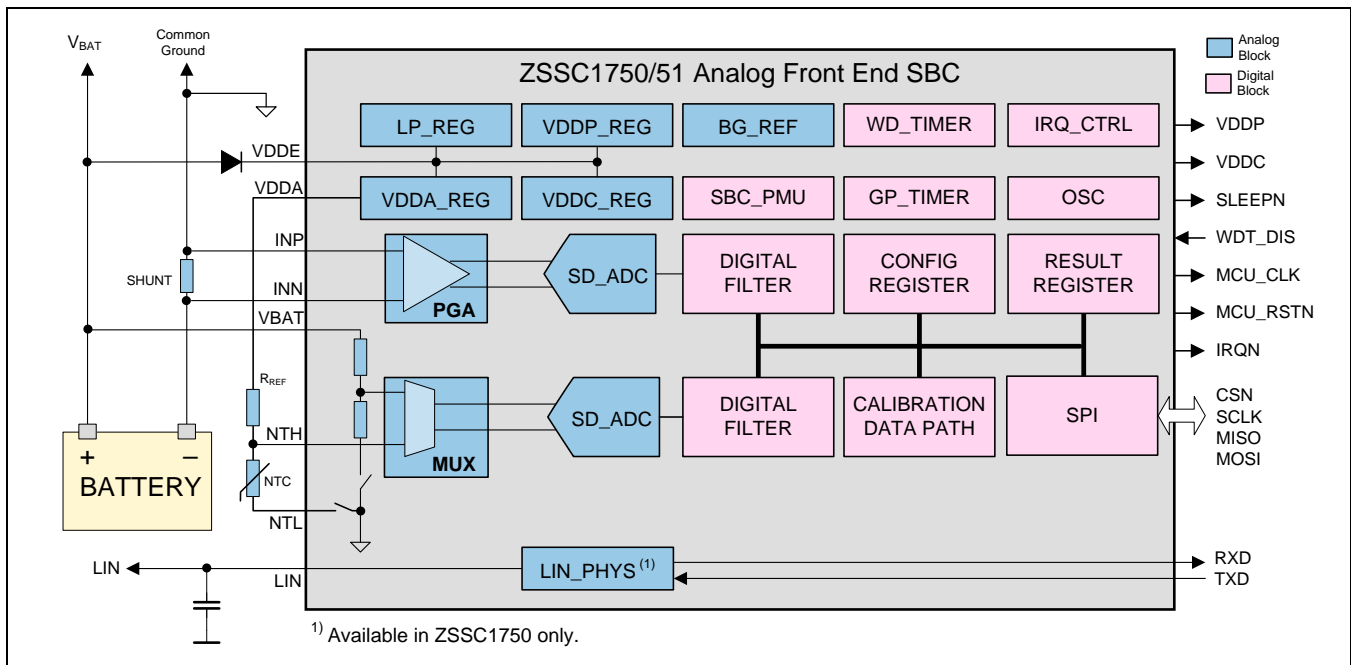 V_BAT
Common
Ground
ZSSC1750/51 Analog Front End SBC
Analog
Block
Digital
Block
LP_REG
VDDP_REG
BG_REF
WD_TIMER
IRQ_CTRL
VDDP
VDDE
VDDC
VDDA
VDDA_REG
VDDC_REG
SBC_PMU
GP_TIMER
OSC
SLEEPN
INP
WDT_DIS
SHUNT
INN
PGA
SD_ADC
DIGITAL
FILTER
CONFIG
REGISTER
RESULT
REGISTER
MCU_CLK
VBAT
MCU_RSTN
IRQN
R_REF
NTH
MUX
SD_ADC
DIGITAL
FILTER
CALIBRATION
DATA PATH
SPI
CSN
SCLK
MISO
MOSI
+ −
BATTERY
NTC
NTL
LIN
LIN
LIN_PHYS (1)
RXD
TXD
1) Available in ZSSC1750 only.